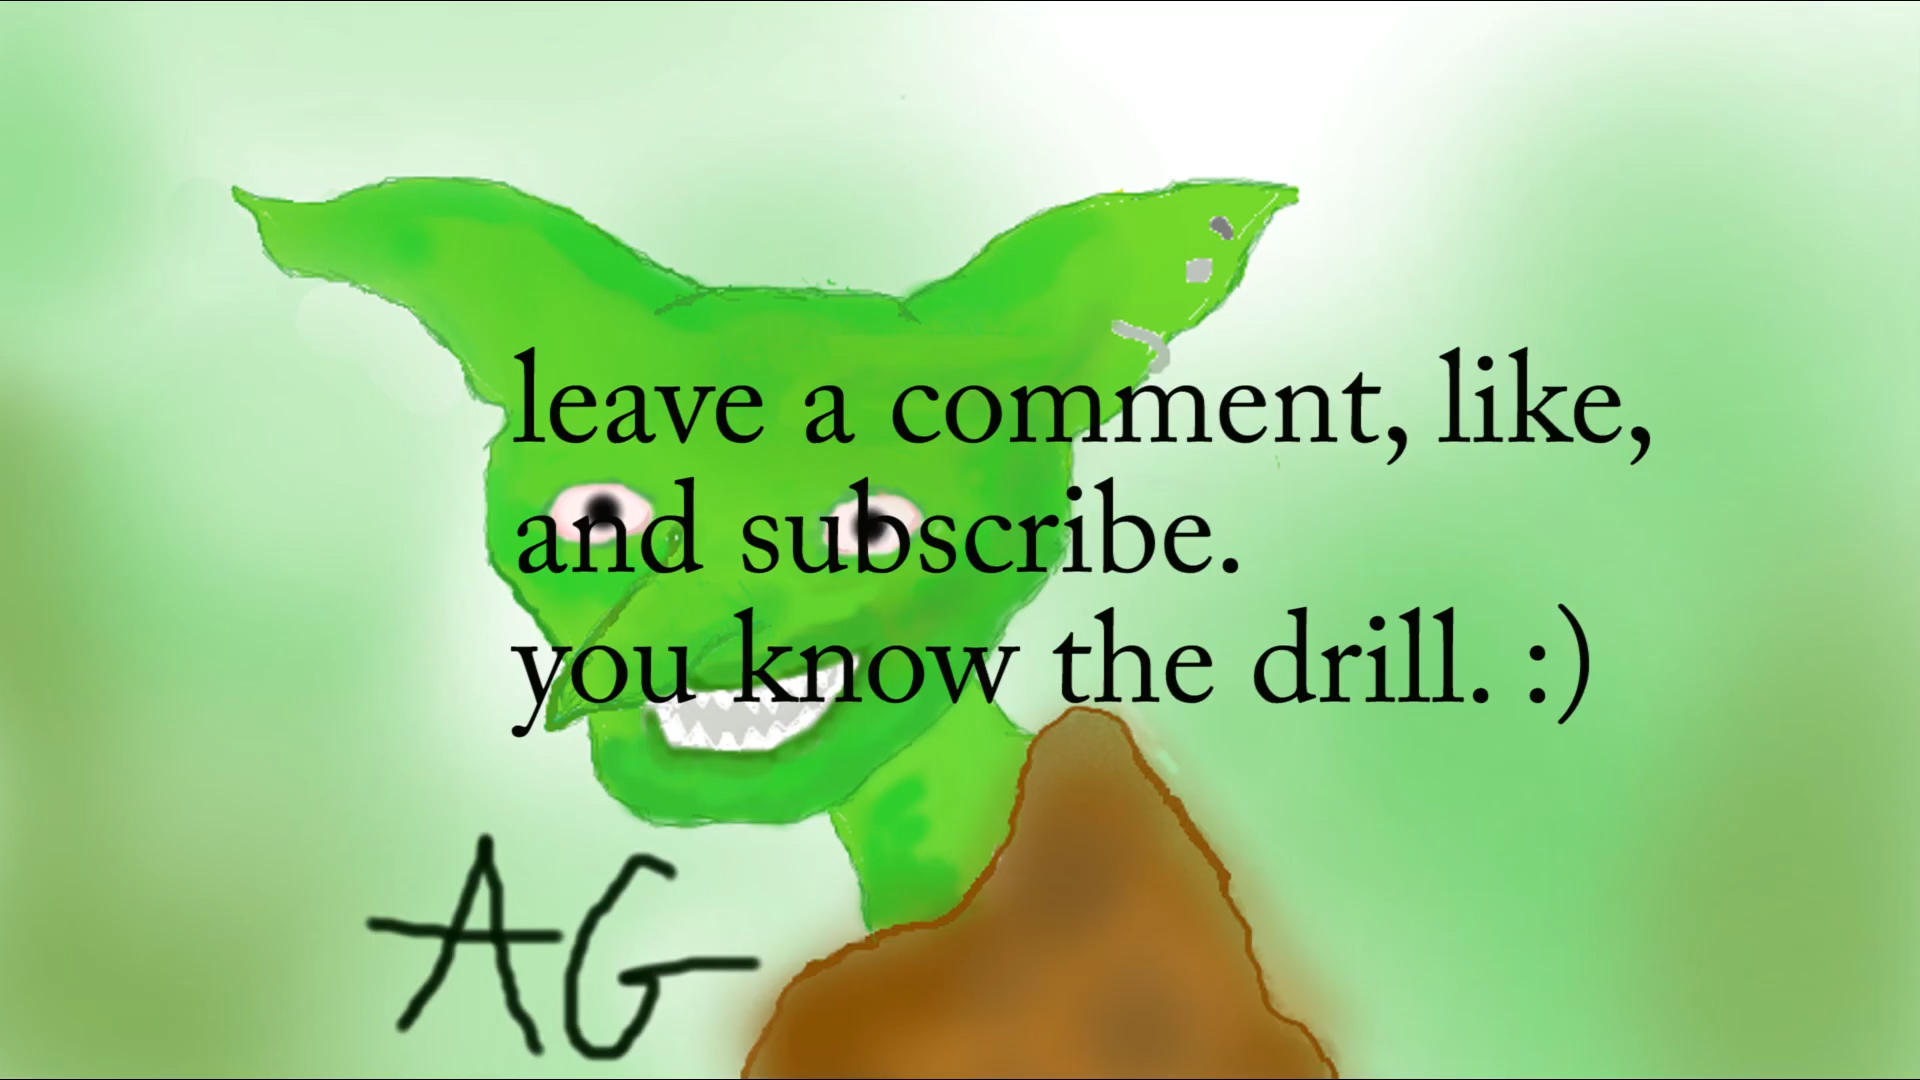 leave a comment, like,
and subscribe.
you know the drill. :)
AG